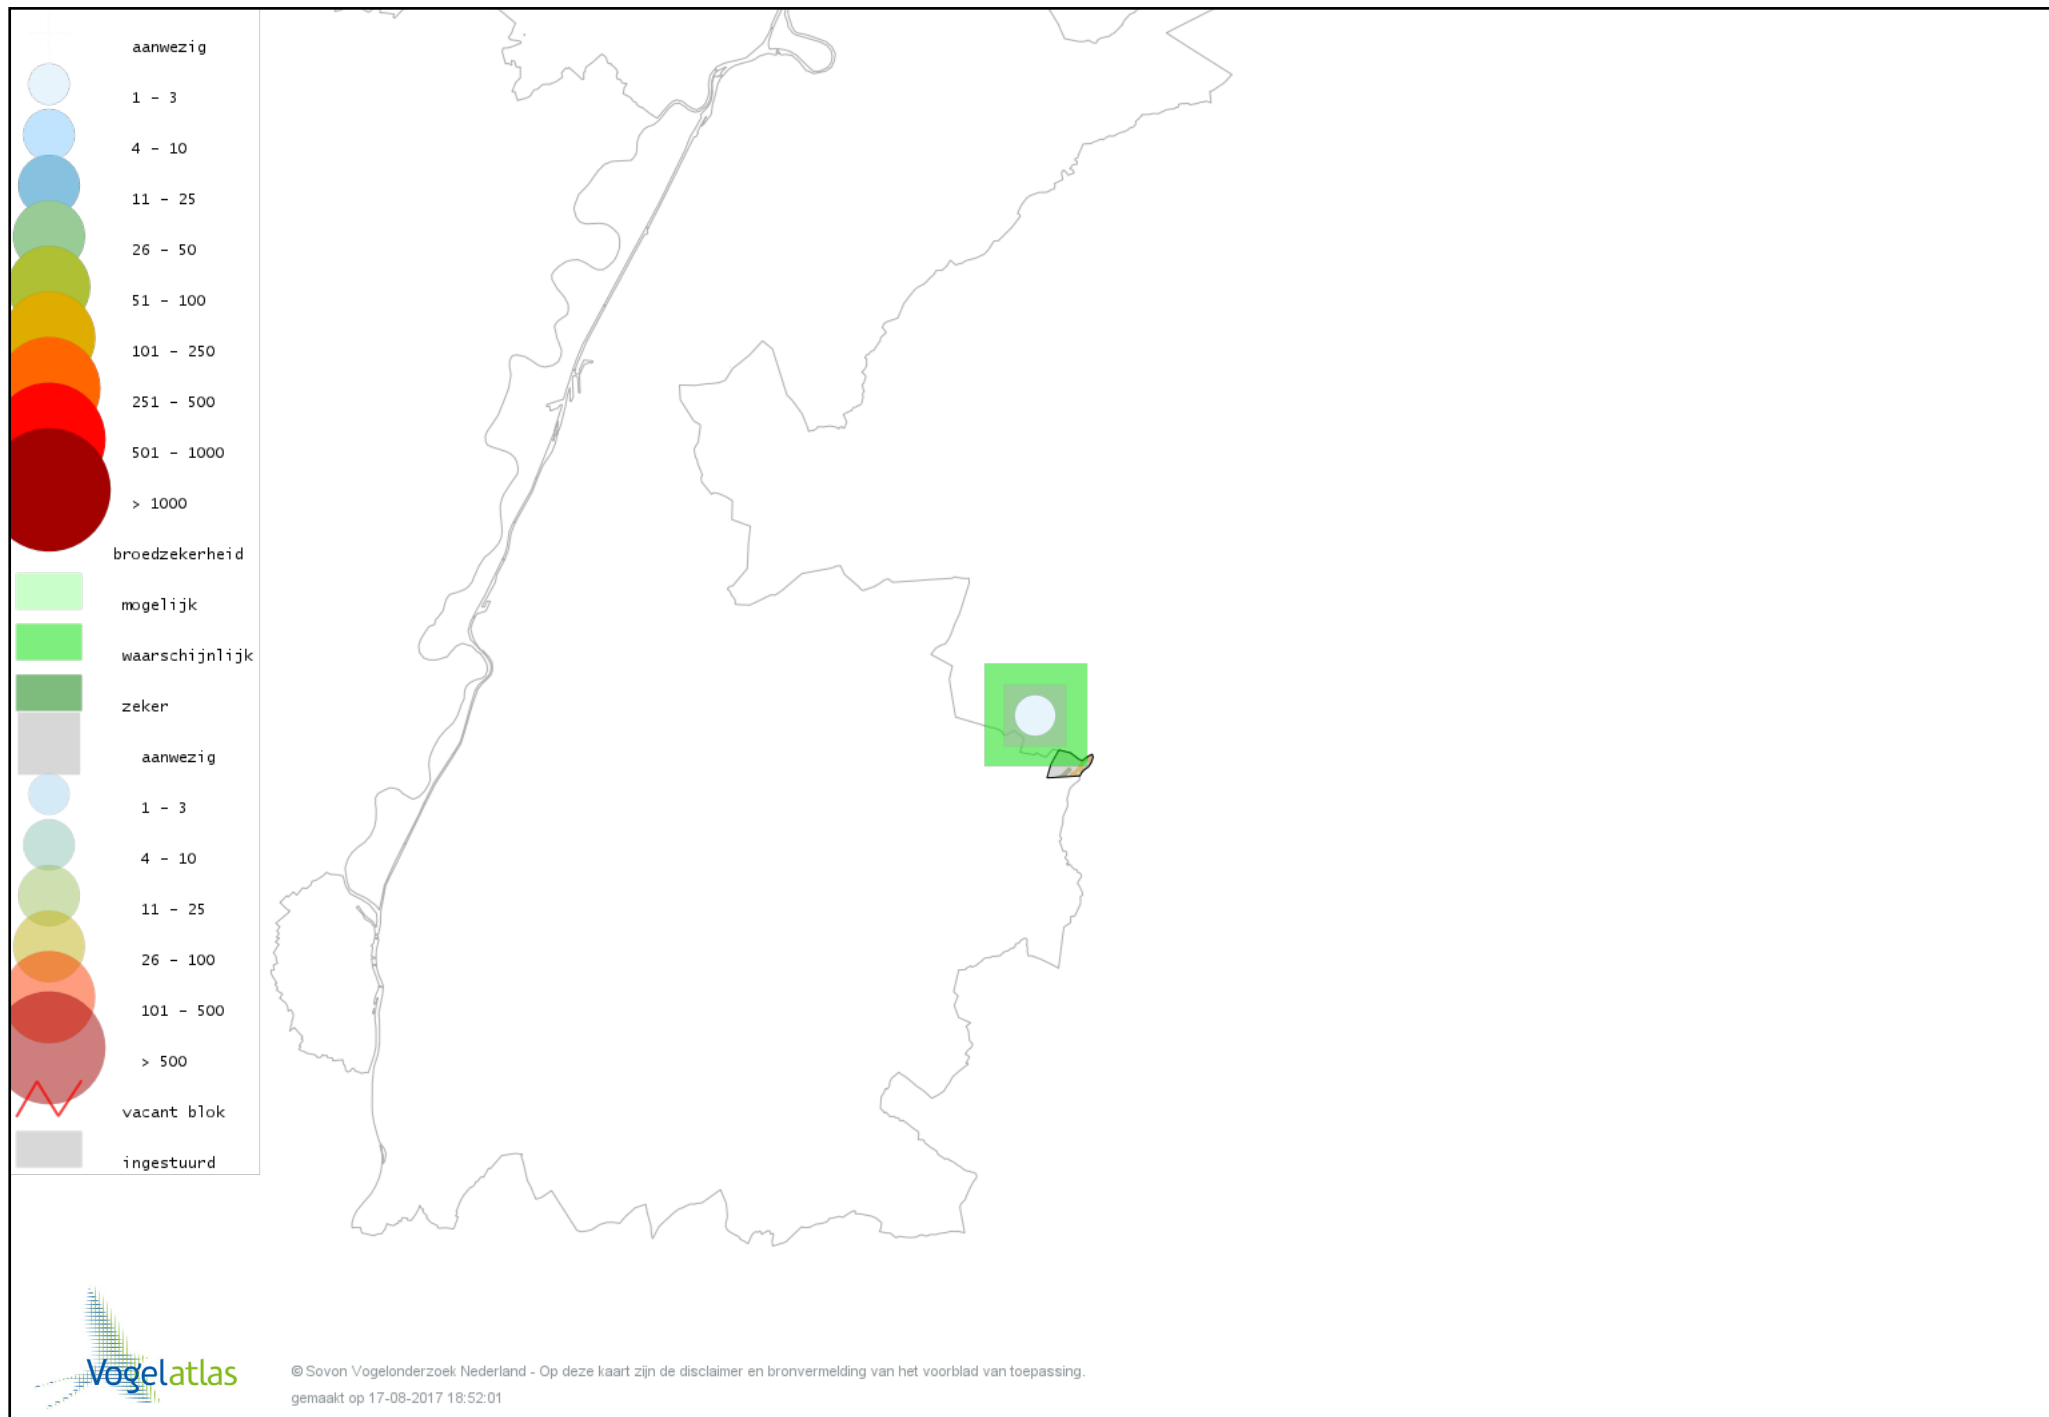 aanwezig
1 - 3
4 - 10
11 - 25
26 - 50
51 - 100
101 - 250
251 - 500
501 - 1000
> 1000
broedzekerheid
mogelijk
waarschijnlijk
zeker
aanwezig
1 - 3
4 - 10
11 - 25
26 - 100
101 - 500
> 500
vacant blok
ingestuurd
Vogelatlas
© Sovon Vogelonderzoek Nederland - Op deze kaart zijn de disclaimer en bronvermelding van het voorblad van toepassing.
gemaakt op 17-08-2017 18:52:01